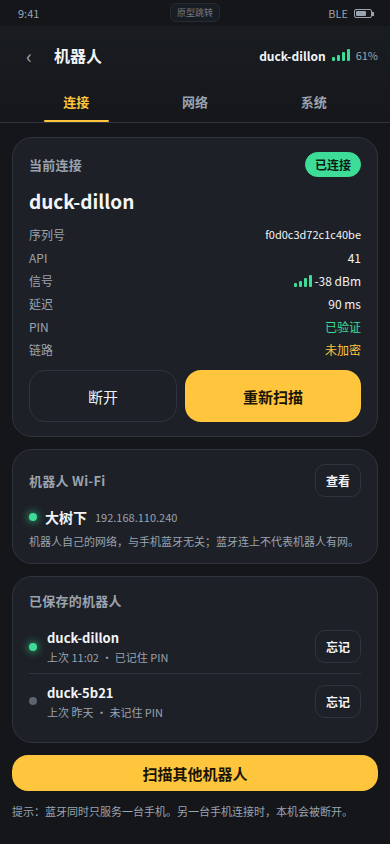 9:41 原型跳转 BLE
‹ 机器人 duck-dillon 61%
连接 网络 系统
当前连接 已连接
duck-dillon
序列号 f0d0c3d72c1c40be
API 41
信号 -38 dBm
延迟 90 ms
PIN 已验证
链路 未加密
断开 重新扫描
机器人 Wi-Fi 查看
大树下 192.168.110.240
机器人自己的网络，与手机蓝牙无关；蓝牙连上不代表机器人有网。
已保存的机器人
duck-dillon
上次 11:02 · 已记住 PIN 忘记
duck-5b21
上次 昨天 · 未记住 PIN 忘记
扫描其他机器人
提示：蓝牙同时只服务一台手机。另一台手机连接时，本机会被断开。